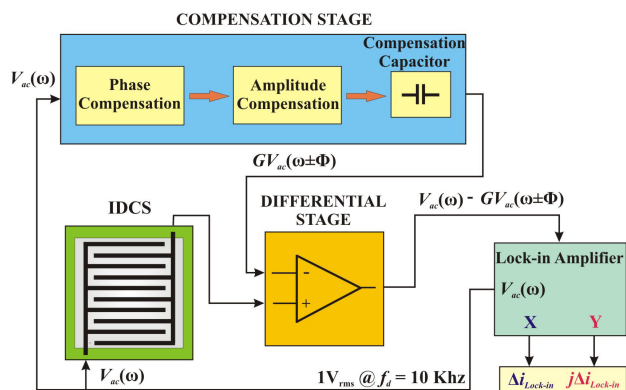 COMPENSATION STAGE
Compensation
Capacitor
V_ac(ω)
Phase
Compensation
Amplitude
Compensation
GV_ac(ω±Φ)
IDCS
DIFFERENTIAL
STAGE
V_ac(ω) - GV_ac(ω±Φ)
-
+
Lock-in Amplifier
V_ac(ω)
X Y
V_ac(ω)
1V_rms @ f_d = 10 Khz
Δi_Lock-in jΔi_Lock-in